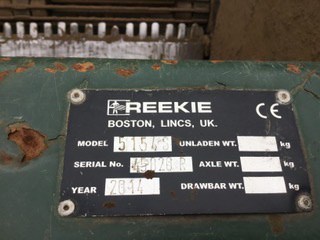 REEKIE
CE
BOSTON, LINCS, UK.
MODEL UNLADEN WT. kg
SERIAL No. AXLE WT. kg
YEAR 2014 DRAWBAR WT. kg